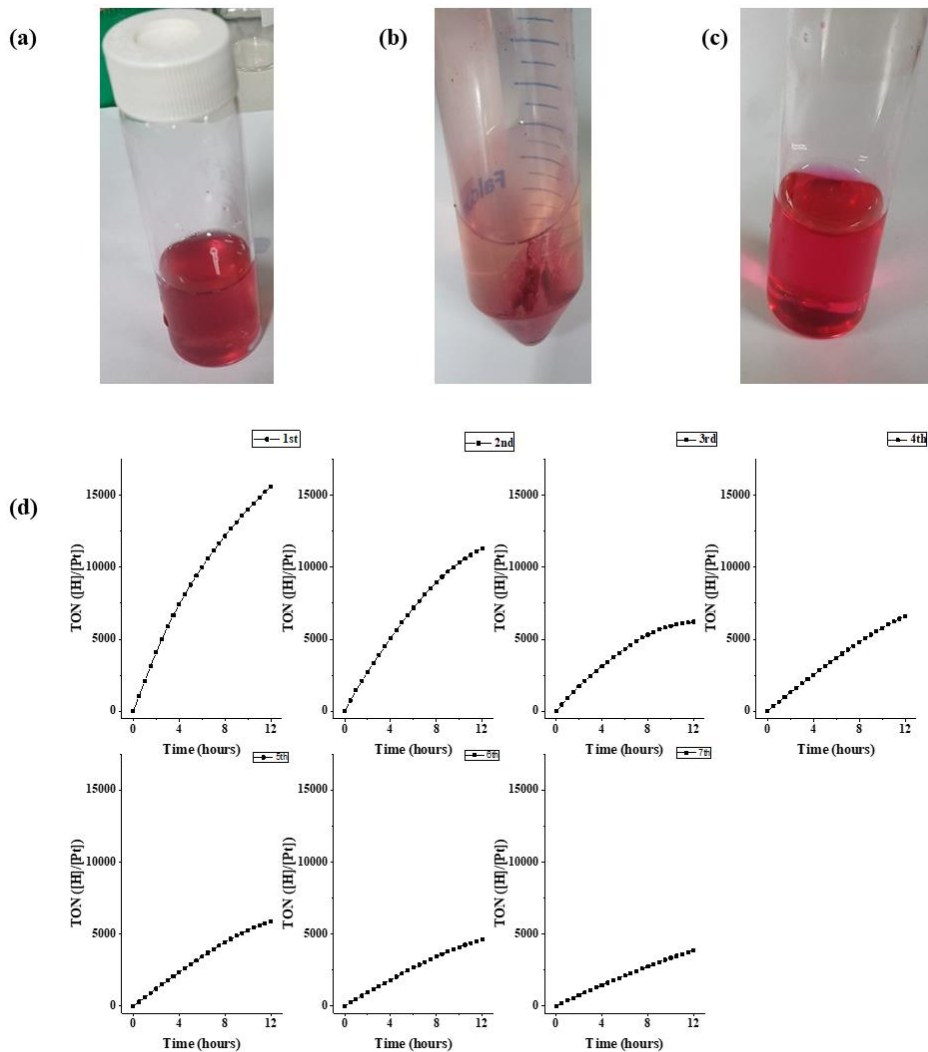 (a)
(b)
(c)
Falc
(d)
1st
TON ([H]/[Pt])
15000
10000
5000
0
0 4 8 12
Time (hours)
2nd
TON ([H]/[Pt])
15000
10000
5000
0
0 4 8 12
Time (hours)
3rd
TON ([H]/[Pt])
15000
10000
5000
0
0 4 8 12
Time (hours)
4th
TON ([H]/[Pt])
15000
10000
5000
0
0 4 8 12
Time (hours)
5th
TON ([H]/[Pt])
15000
10000
5000
0
0 4 8 12
Time (hours)
6th
TON ([H]/[Pt])
15000
10000
5000
0
0 4 8 12
Time (hours)
7th
TON ([H]/[Pt])
15000
10000
5000
0
0 4 8 12
Time (hours)